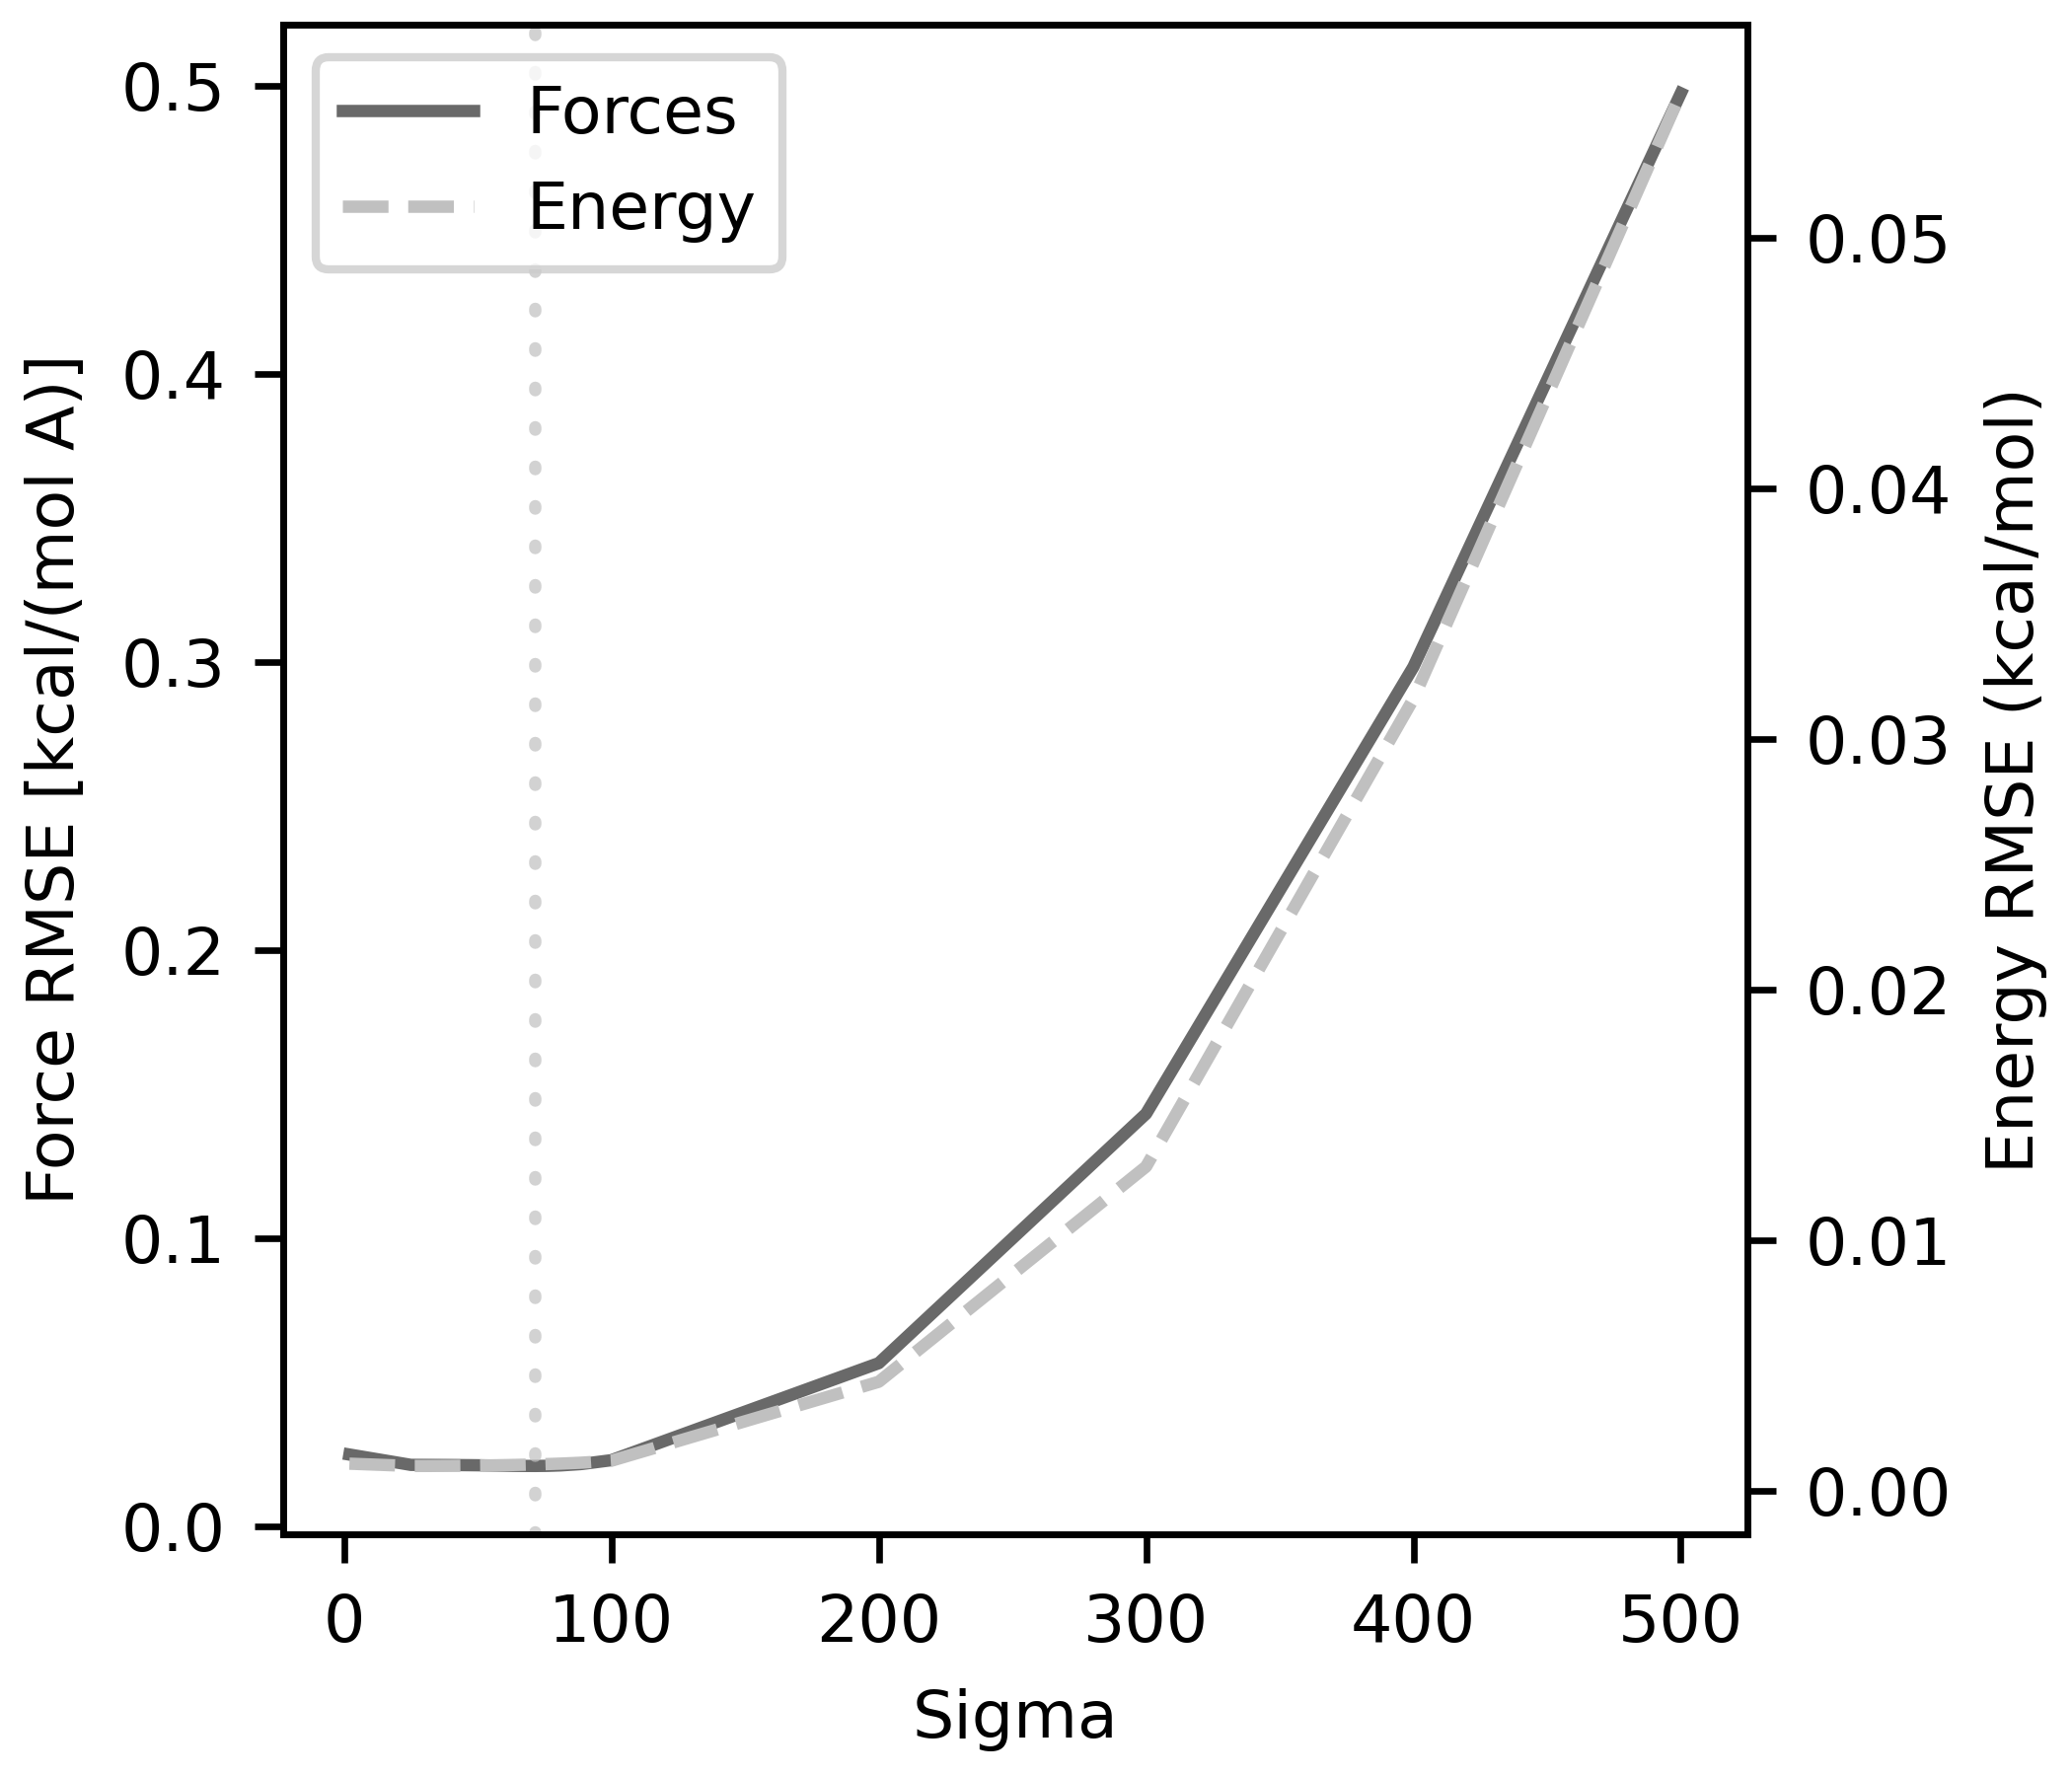 Forces
Energy
Force RMSE [kcal/(mol A)]
0.5
0.4
0.3
0.2
0.1
0.0
Energy RMSE (kcal/mol)
0.05
0.04
0.03
0.02
0.01
0.00
0 100 200 300 400 500
Sigma